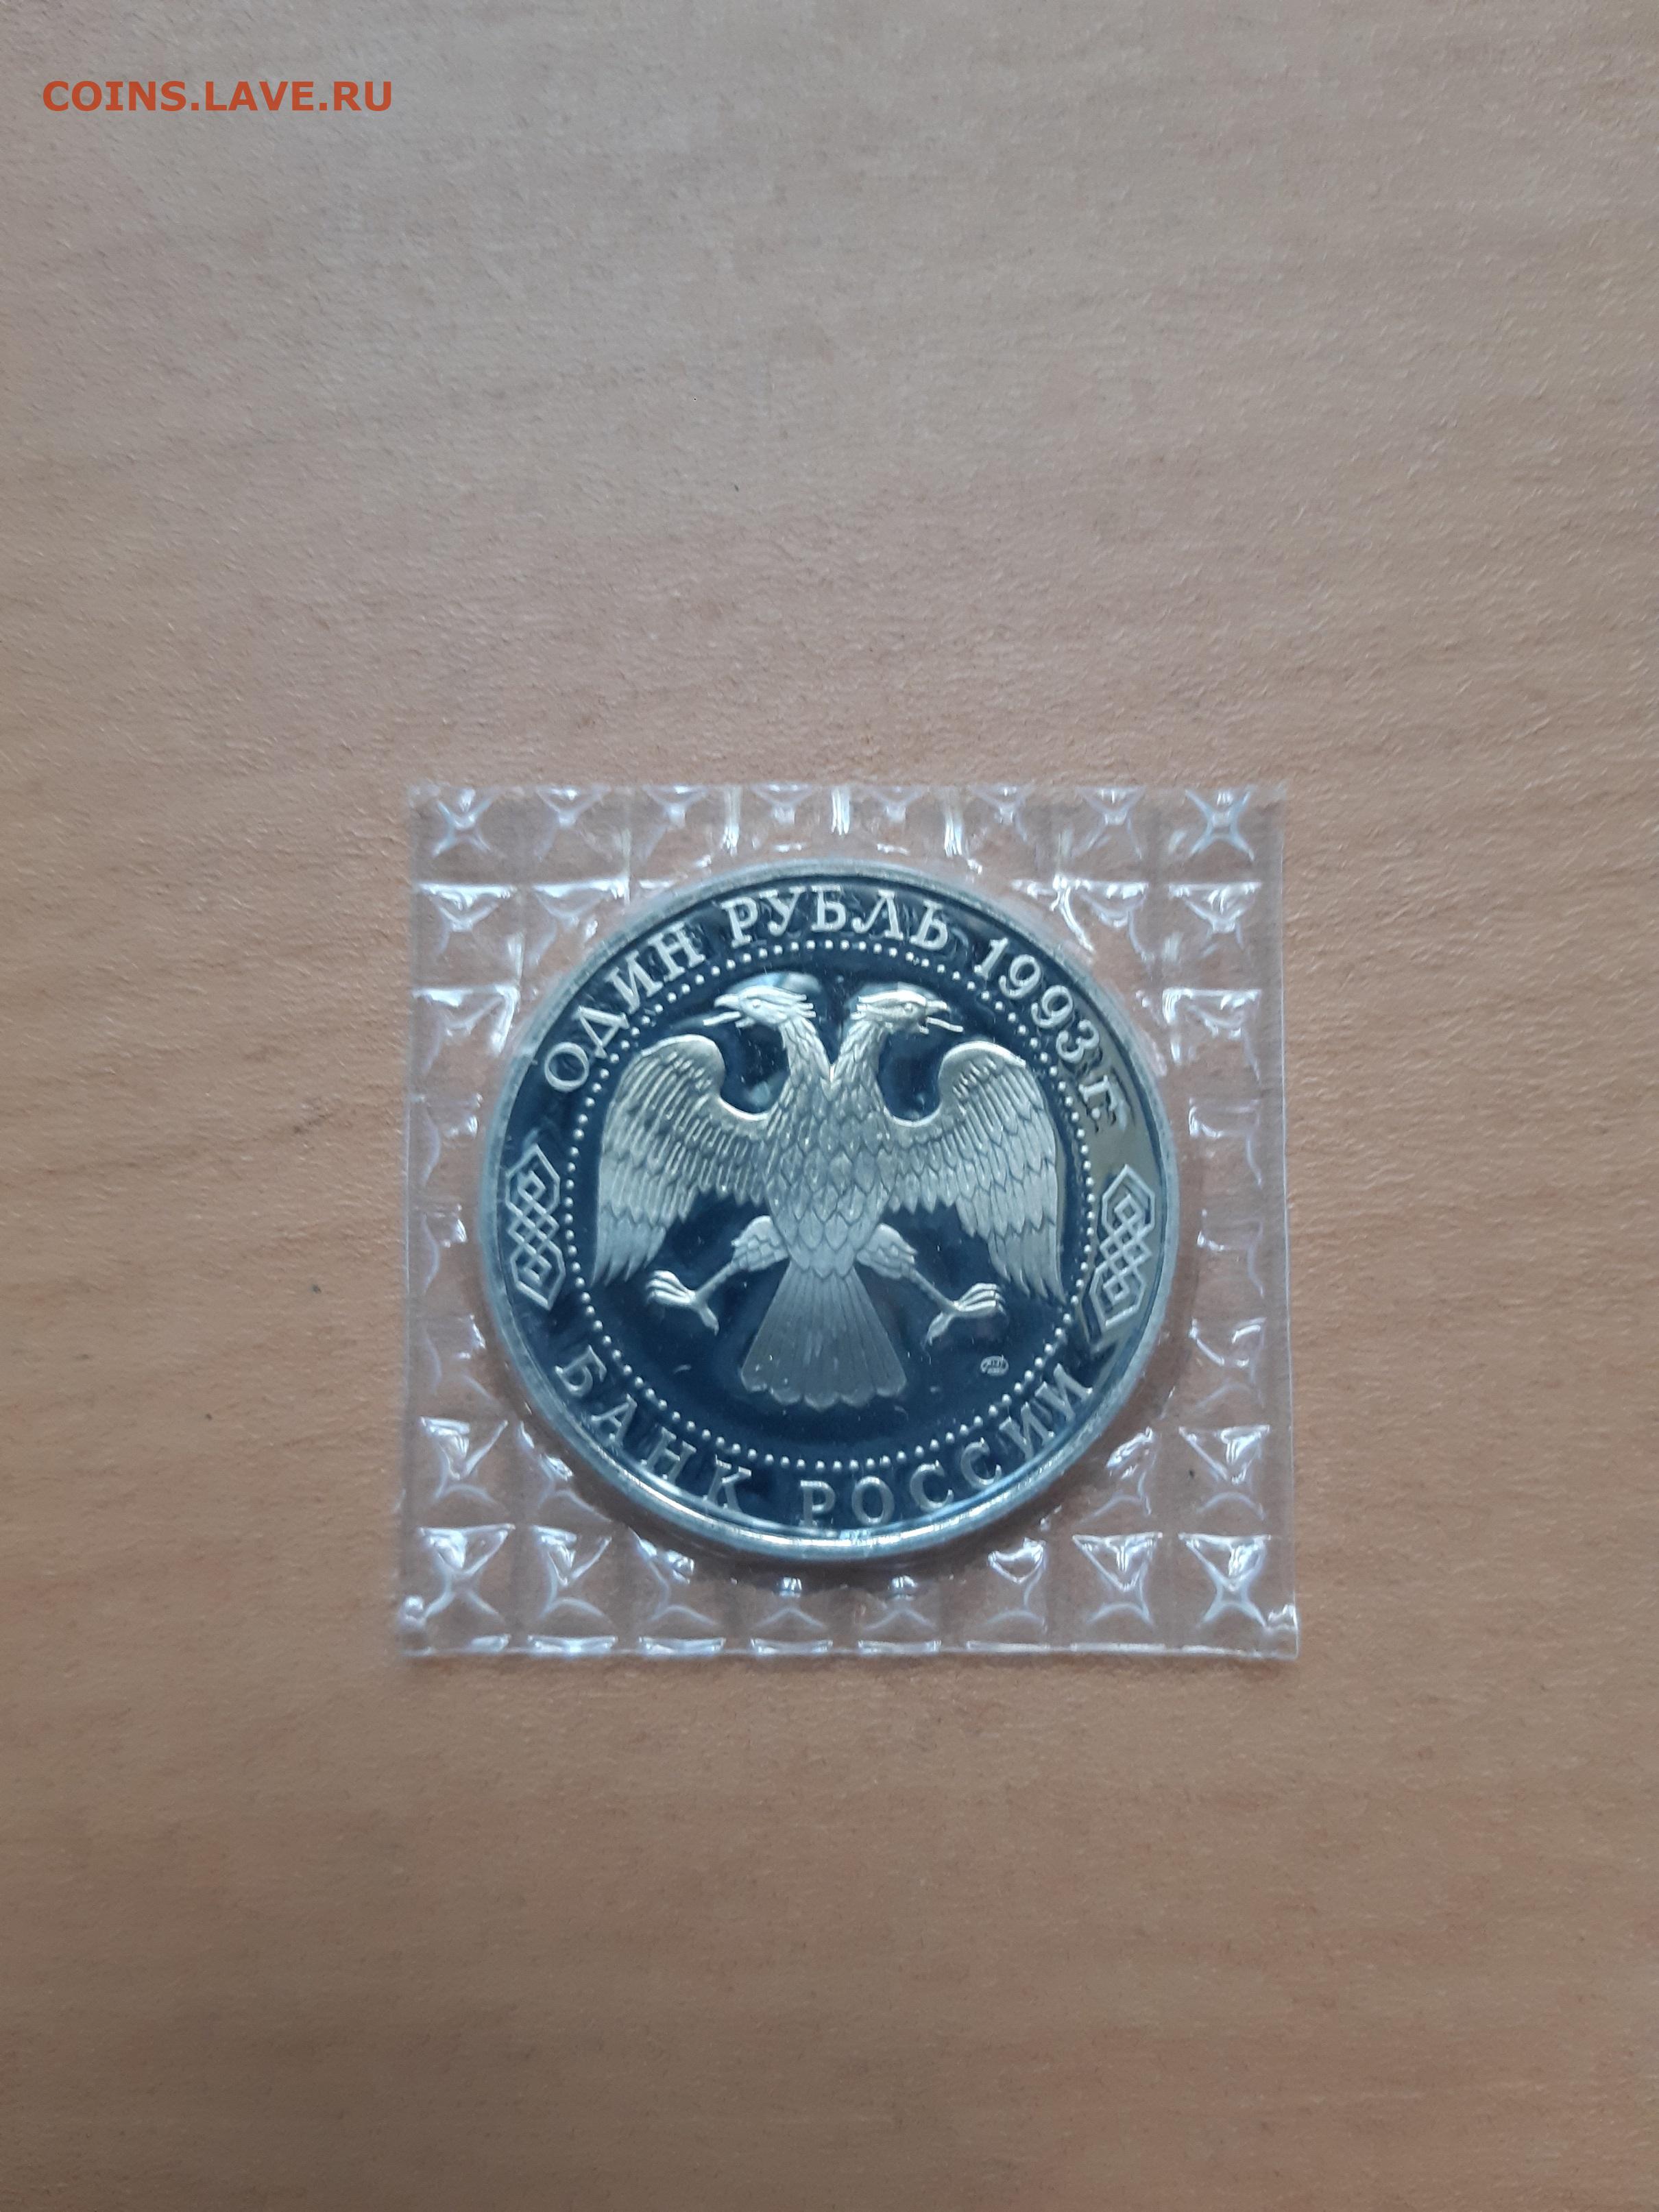 COINS.LAVE.RU
ОДИН РУБЛЬ 1993 Г.
БАНК РОССИИ